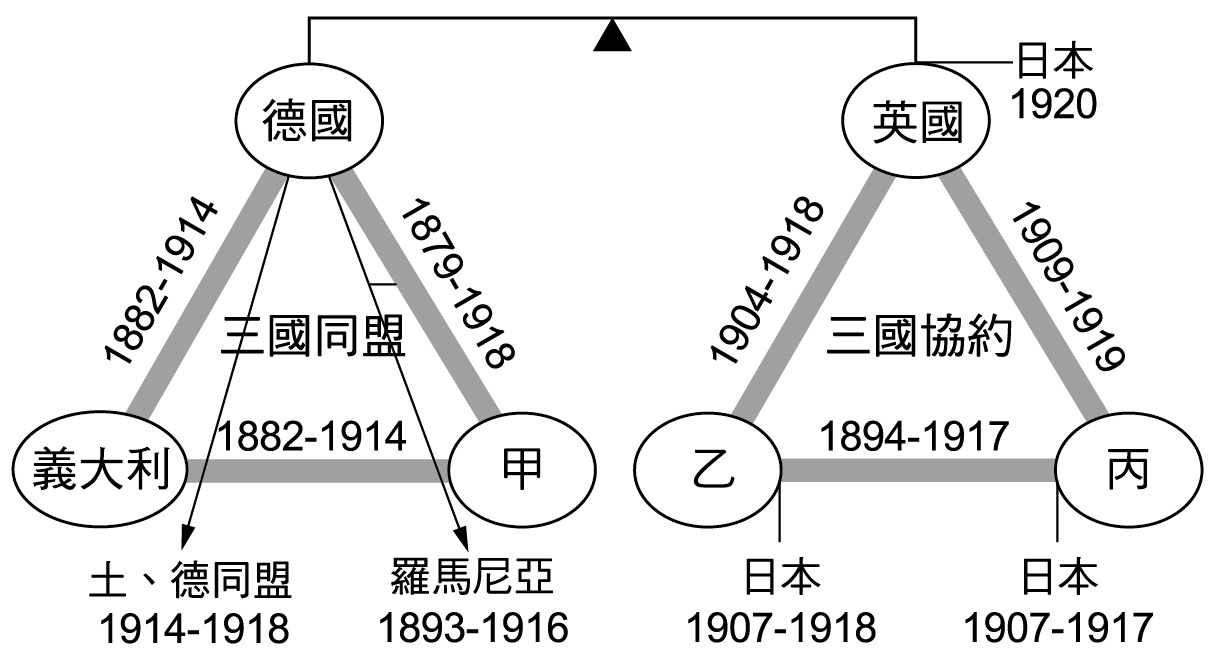 德國
英國
日本
1920
1882-1914
1879-1918
三國同盟
義大利
1882-1914
甲
土、德同盟
1914-1918
羅馬尼亞
1893-1916
1904-1918
1909-1919
三國協約
乙
1894-1917
丙
日本
1907-1918
日本
1907-1917